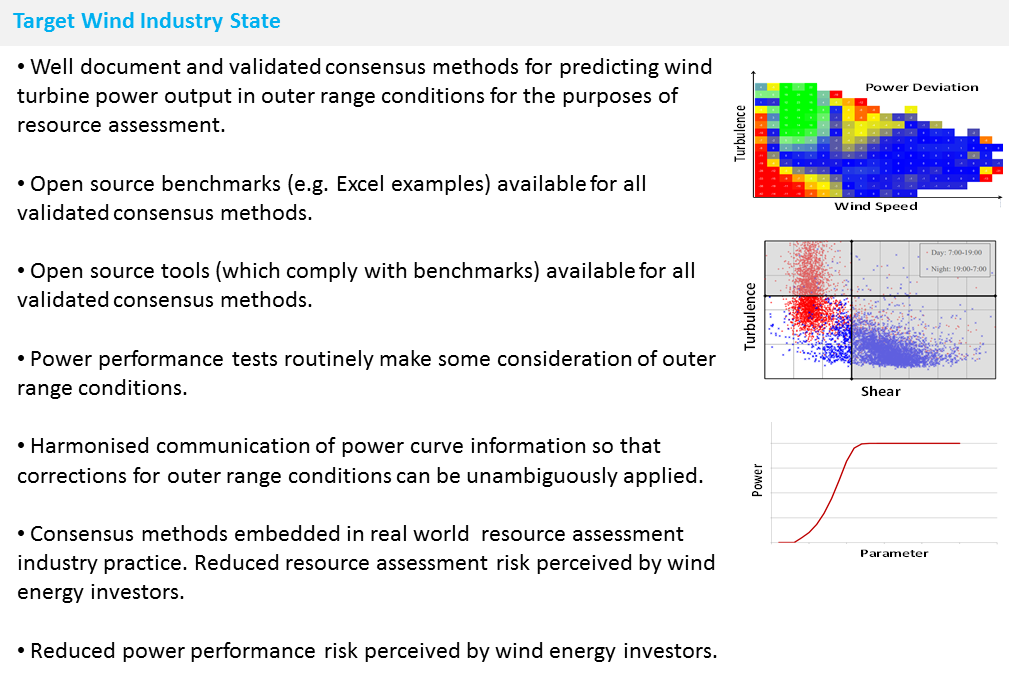 Target Wind Industry State
• Well document and validated consensus methods for predicting wind
turbine power output in outer range conditions for the purposes of
resource assessment.
• Open source benchmarks (e.g. Excel examples) available for all
validated consensus methods.
• Open source tools (which comply with benchmarks) available for all
validated consensus methods.
• Power performance tests routinely make some consideration of outer
range conditions.
• Harmonised communication of power curve information so that
corrections for outer range conditions can be unambiguously applied.
• Consensus methods embedded in real world resource assessment
industry practice. Reduced resource assessment risk perceived by wind
energy investors.
• Reduced power performance risk perceived by wind energy investors.
Power Deviation
Turbulence
Wind Speed
Day: 7:00-19:00
Night: 19:00-7:00
Turbulence
Shear
Power
Parameter